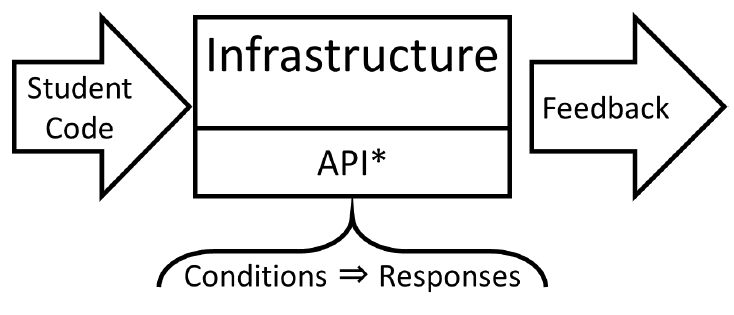 Student
Code
Infrastructure
API*
Feedback
Conditions ⇒ Responses